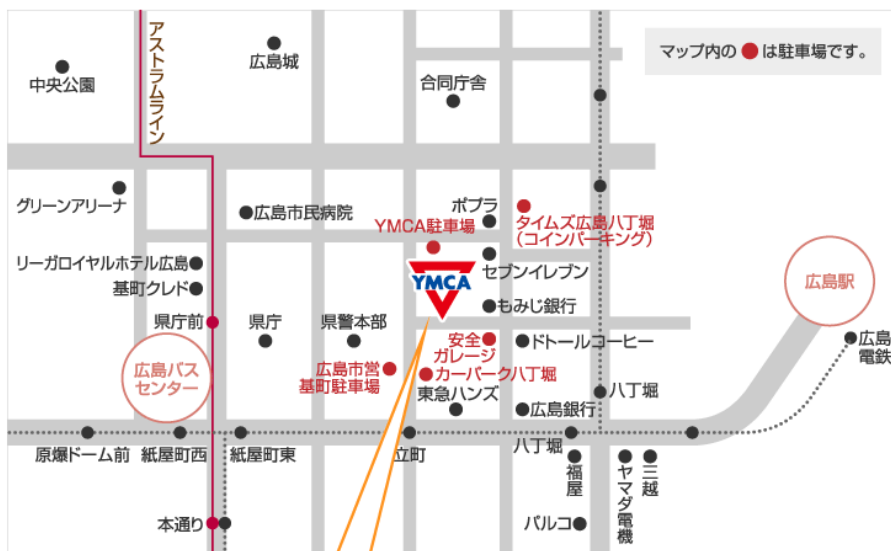 アストラムライン
マップ内の●は駐車場です。
広島城
中央公園
合同庁舎
グリーンアリーナ
広島市民病院
ポプラ
YMCA駐車場
タイムズ広島八丁堀
(コインパーキング)
リーガロイヤルホテル広島
セブンイレブン
YMCA
広島駅
基町クレド
もみじ銀行
県庁前
県庁
県警本部
安全
ガレージ
ドトールコーヒー
広島
電鉄
広島バス
センター
広島市営
基町駐車場
カーパーク八丁堀
東急ハンズ
広島銀行
八丁堀
原爆ドーム前
紙屋町西
紙屋町東
立町
八丁堀
福屋
ヤマダ電機
三越
本通り
パルコ